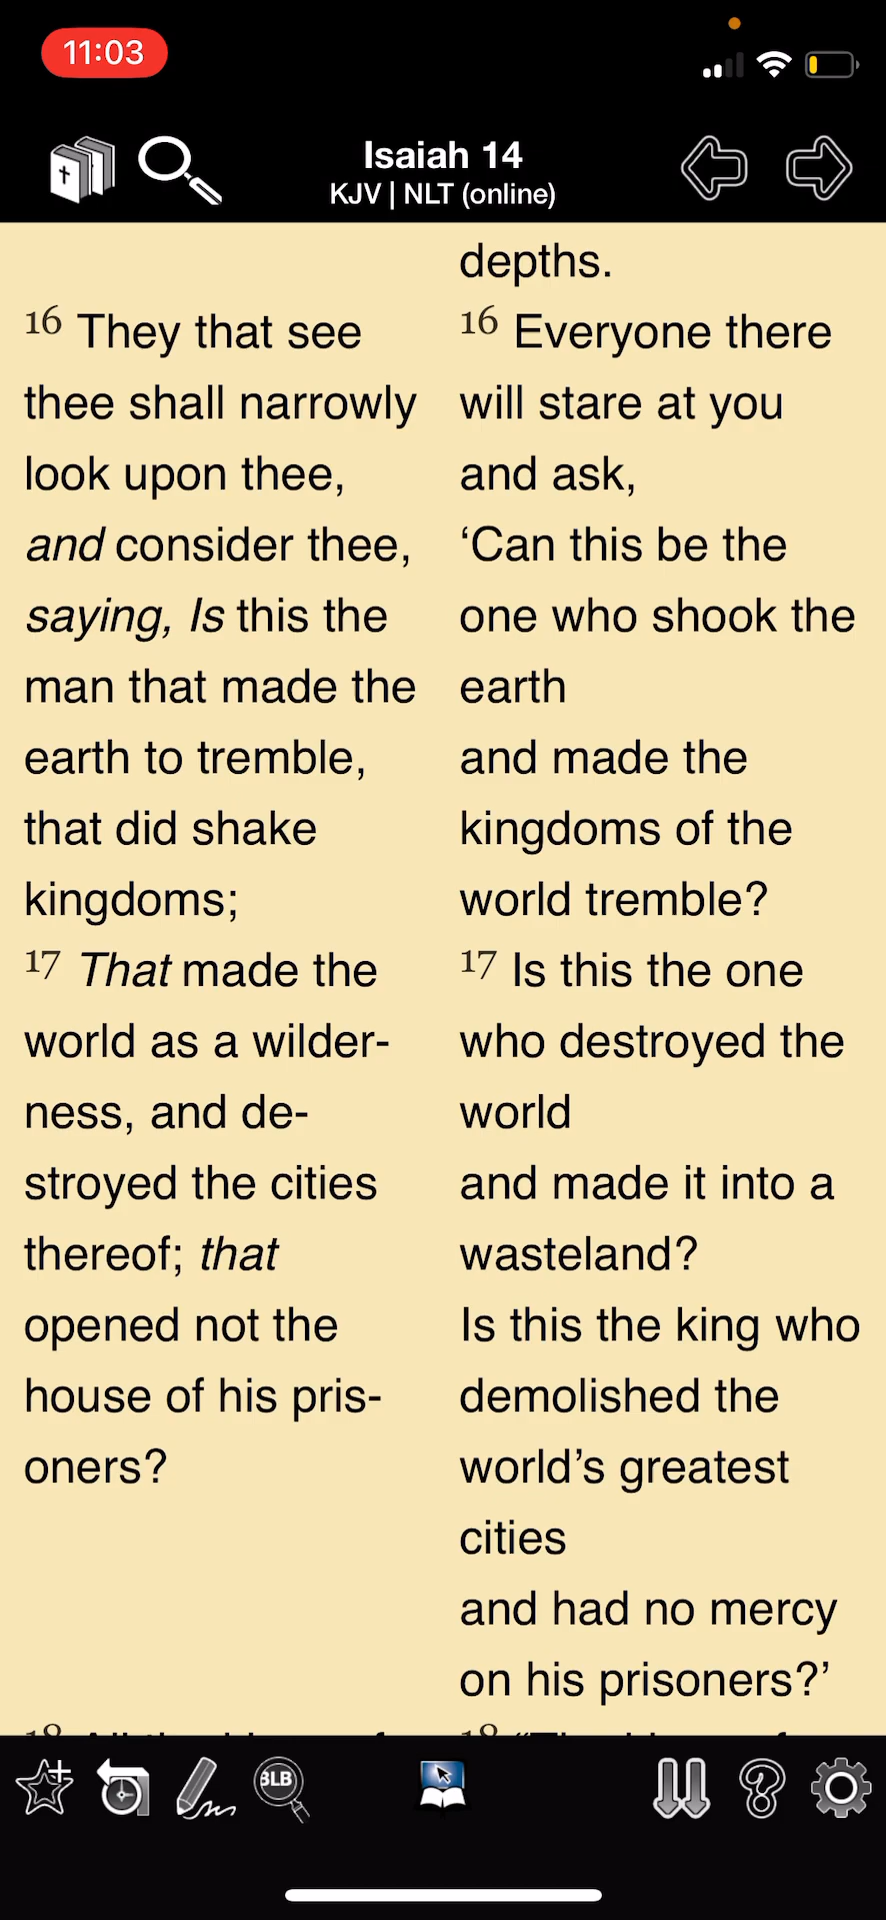 11:03
Isaiah 14
KJV | NLT (online)
depths.
16 They that see
thee shall narrowly
look upon thee,
and consider thee,
saying, Is this the
man that made the
earth to tremble,
that did shake
kingdoms;
17 That made the
world as a wilder-
ness, and de-
stroyed the cities
thereof; that
opened not the
house of his pris-
oners?
16 Everyone there
will stare at you
and ask,
‘Can this be the
one who shook the
earth
and made the
kingdoms of the
world tremble?
17 Is this the one
who destroyed the
world
and made it into a
wasteland?
Is this the king who
demolished the
world’s greatest
cities
and had no mercy
on his prisoners?’
BLB